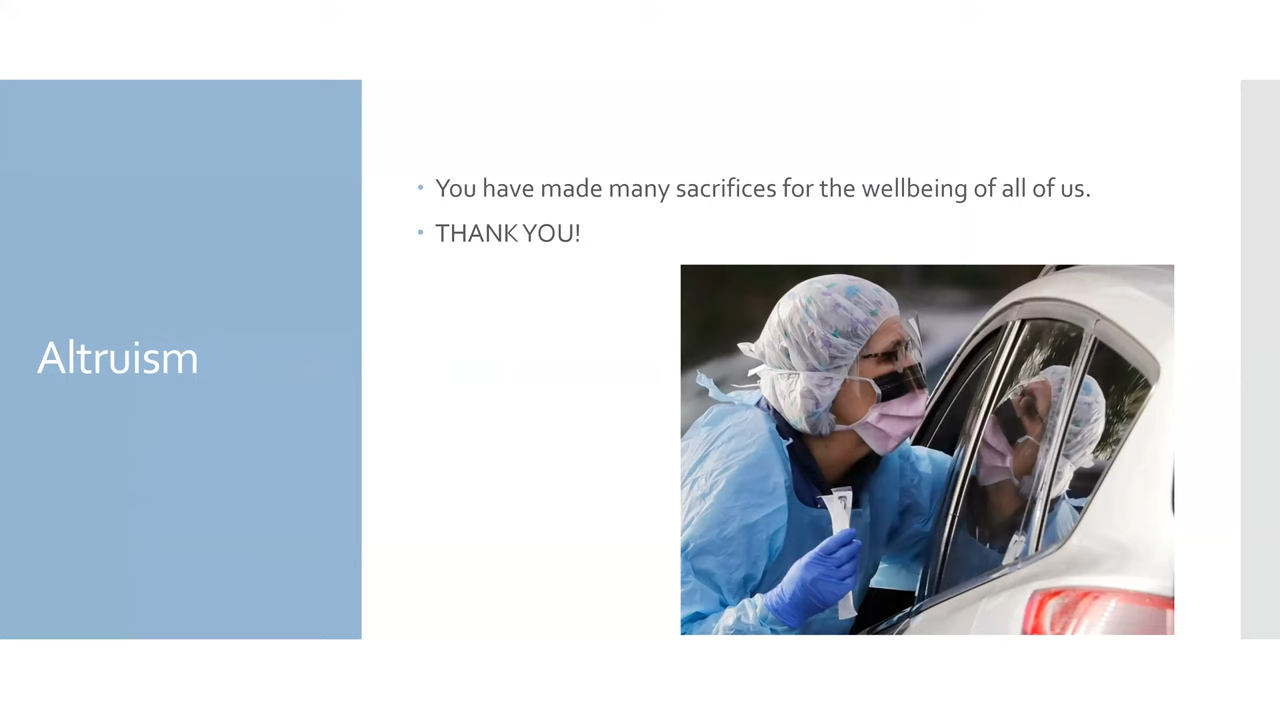 Altruism
You have made many sacrifices for the wellbeing of all of us.
THANK YOU!